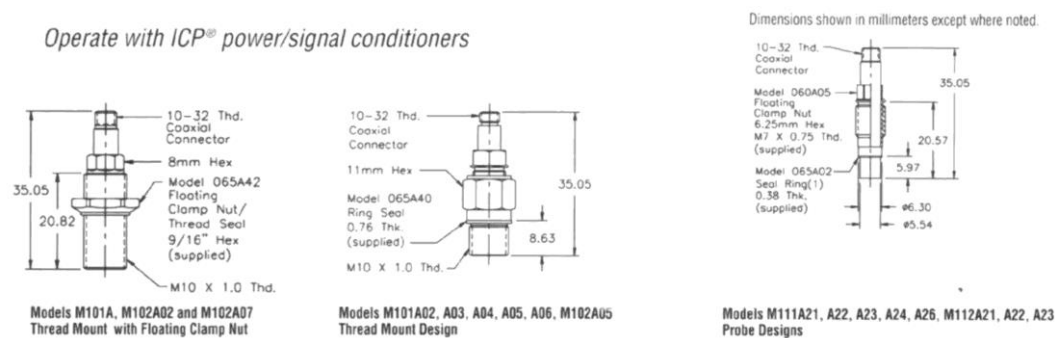 Operate with ICP® power/signal conditioners
Dimensions shown in millimeters except where noted.
10-32 Thd.
Coaxial
Connector
8mm Hex
Model 065A42
Floating
Clamp Nut/
Thread Seal
9/16" Hex
(supplied)
M10 X 1.0 Thd.
35.05
20.82
Models M101A, M102A02 and M102A07
Thread Mount with Floating Clamp Nut
10-32 Thd.
Coaxial
Connector
11mm Hex
Model 065A40
Ring Seal
0.76 Thk.
(supplied)
M10 X 1.0 Thd.
35.05
8.63
Models M101A02, A03, A04, A05, A06, M102A05
Thread Mount Design
10-32 Thd.
Coaxial
Connector
Model 060A05
Floating
Clamp Nut
6.25mm Hex
M7 X 0.75 Thd.
(supplied)
Model 065A02
Seal Ring(1)
0.38 Thk.
(supplied)
35.05
20.57
5.97
ø6.30
ø5.54
Models M111A21, A22, A23, A24, A26, M112A21, A22, A23
Probe Designs